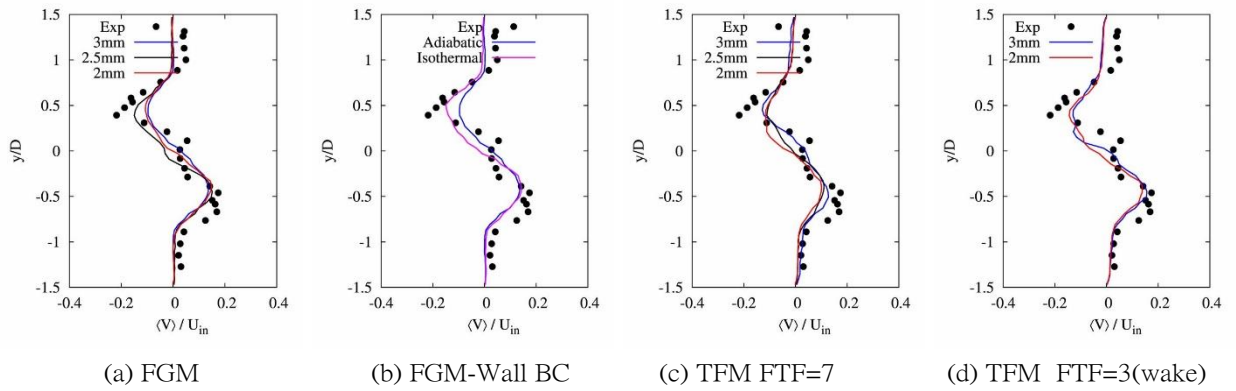 1.5
1
0.5
0
-0.5
-1
-1.5
y/D
Exp
3mm
2.5mm
2mm
-0.4 -0.2 0 0.2 0.4
⟨V⟩ / U_in
(a) FGM
1.5
1
0.5
0
-0.5
-1
-1.5
y/D
Exp
Adiabatic
Isothermal
-0.4 -0.2 0 0.2 0.4
⟨V⟩ / U_in
(b) FGM-Wall BC
1.5
1
0.5
0
-0.5
-1
-1.5
y/D
Exp
3mm
2.5mm
2mm
-0.4 -0.2 0 0.2 0.4
⟨V⟩ / U_in
(c) TFM FTF=7
1.5
1
0.5
0
-0.5
-1
-1.5
y/D
Exp
3mm
2mm
-0.4 -0.2 0 0.2 0.4
⟨V⟩ / U_in
(d) TFM FTF=3(wake)